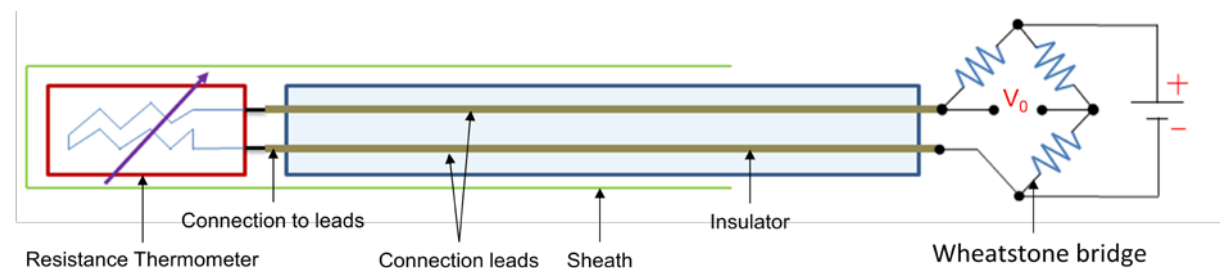 +
V₀
−
Connection to leads
Insulator
Resistance Thermometer
Connection leads
Sheath
Wheatstone bridge